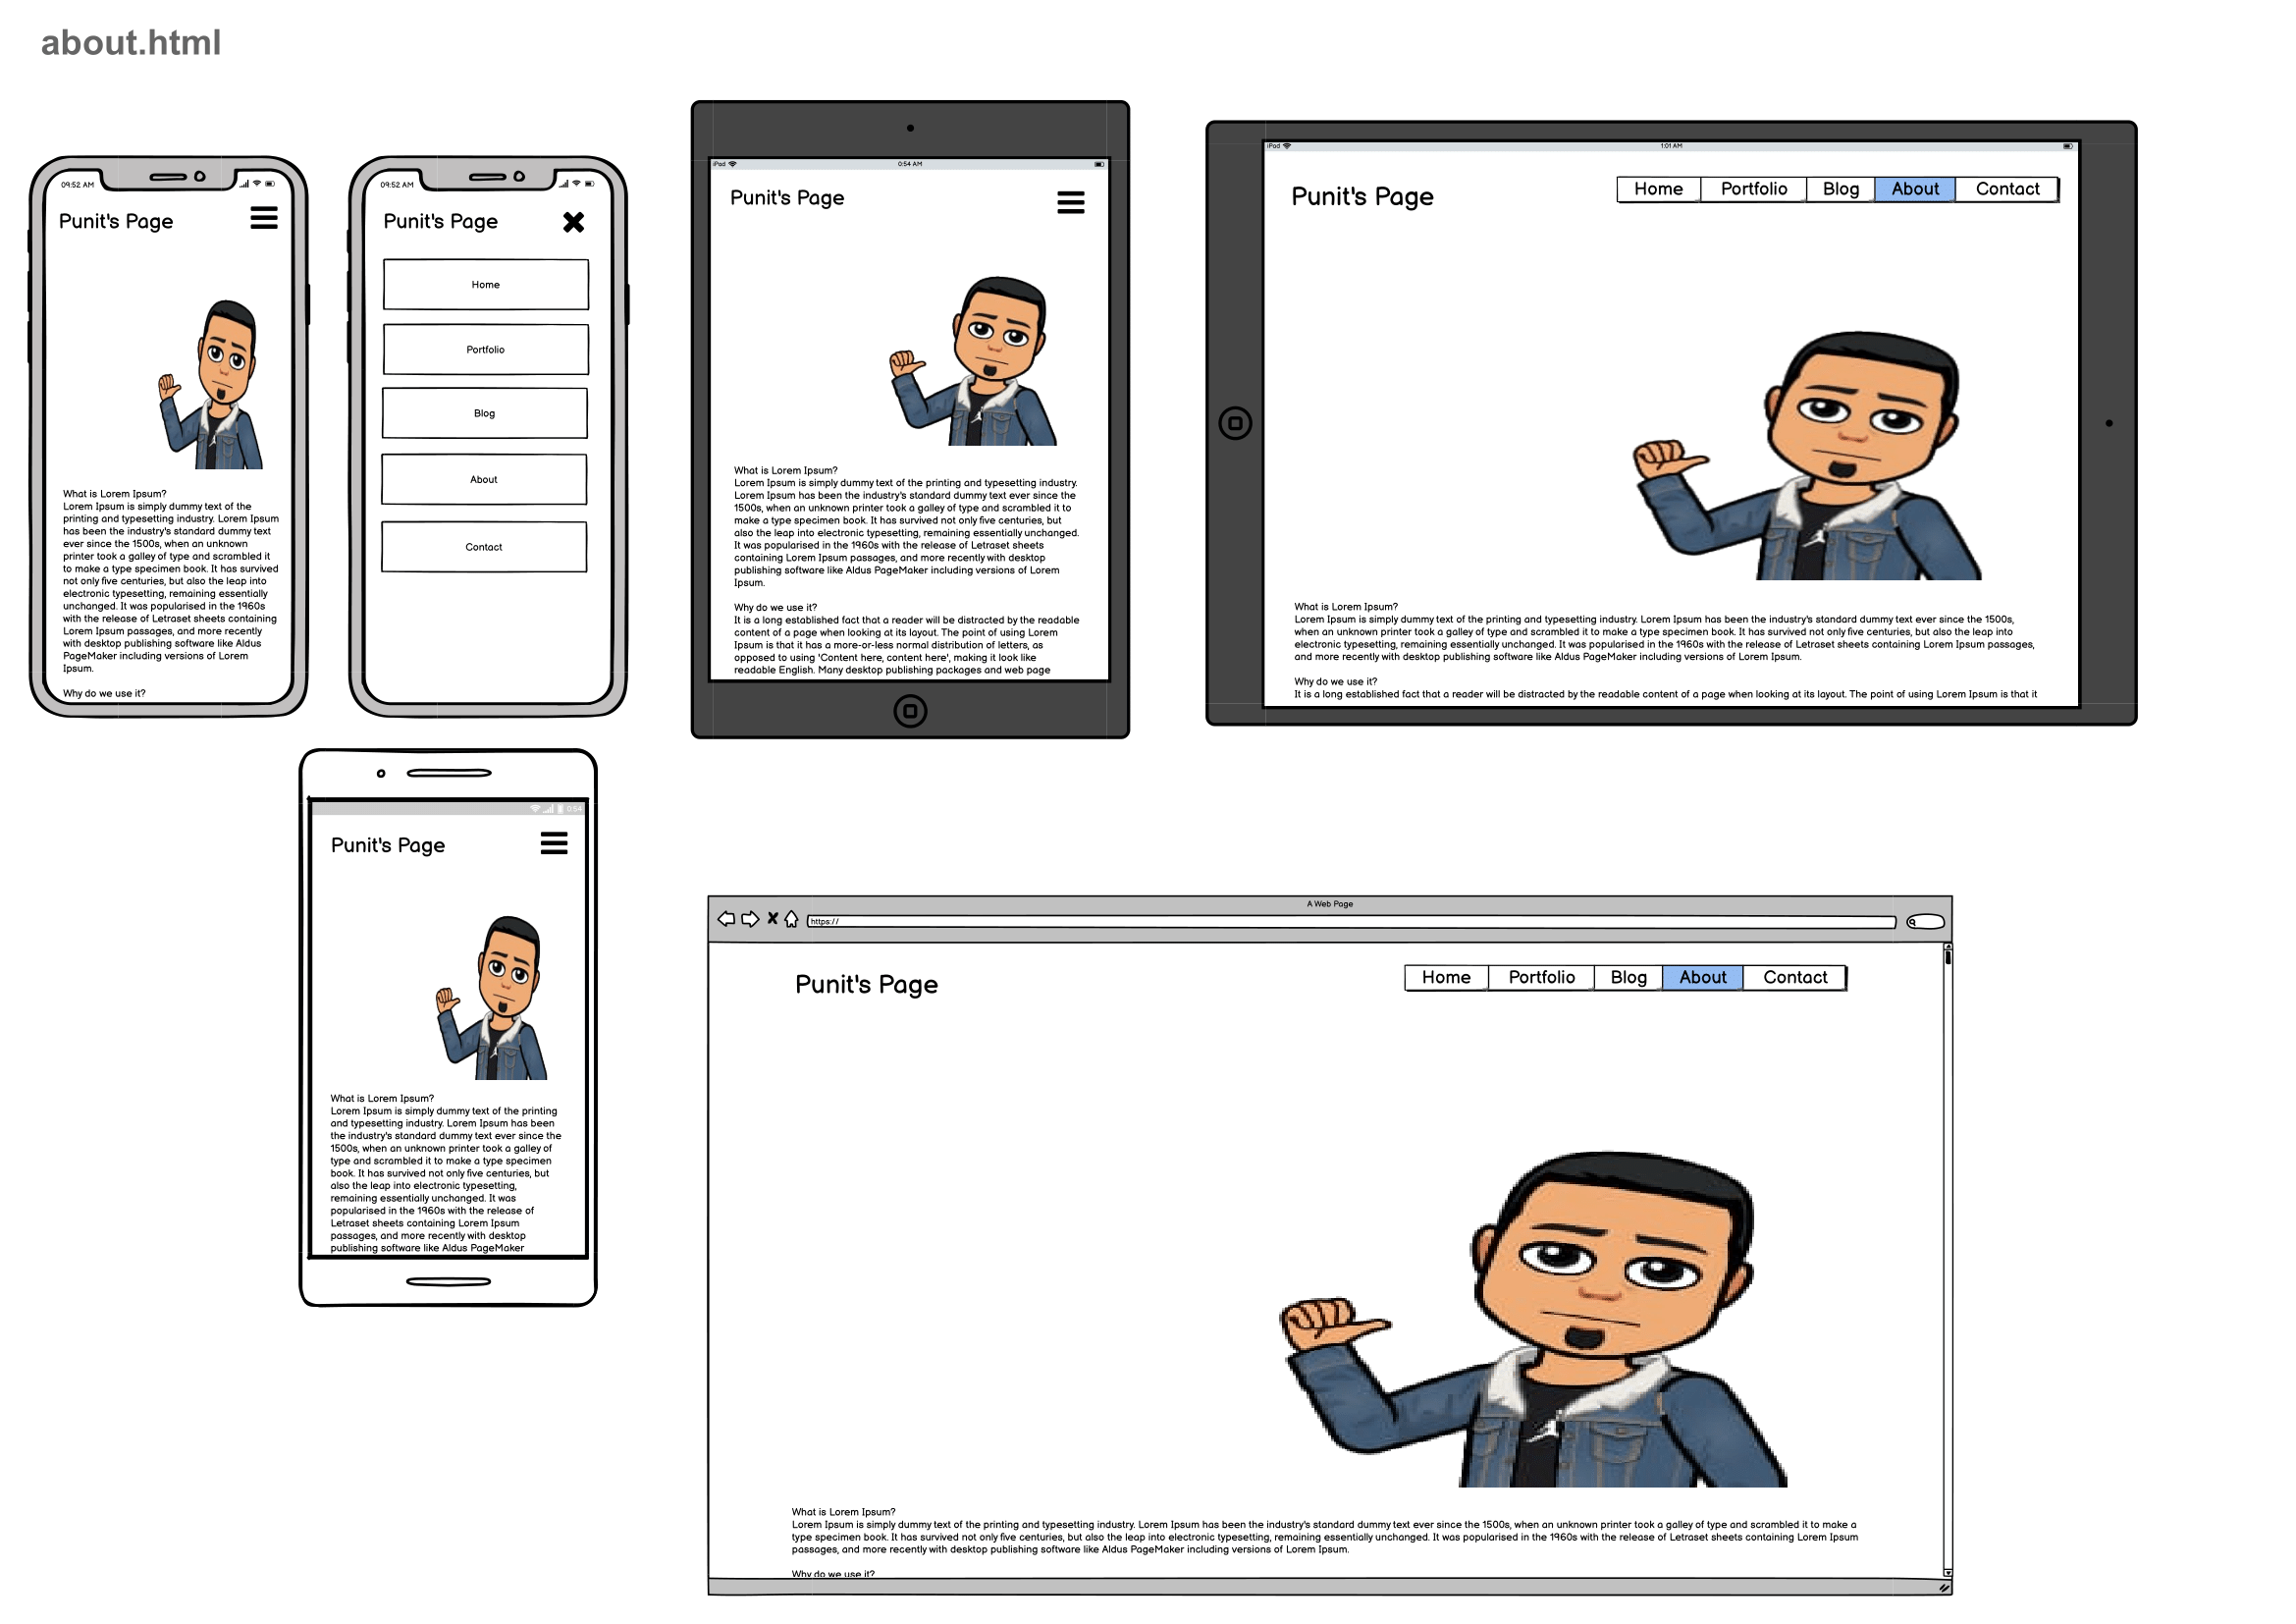 about.html
09:52 AM
Punit's Page
What is Lorem Ipsum?
Lorem Ipsum is simply dummy text of the
printing and typesetting industry. Lorem Ipsum
has been the industry's standard dummy text
ever since the 1500s, when an unknown
printer took a galley of type and scrambled it
to make a type specimen book. It has survived
not only five centuries, but also the leap into
electronic typesetting, remaining essentially
unchanged. It was popularised in the 1960s
with the release of Letraset sheets containing
Lorem Ipsum passages, and more recently
with desktop publishing software like Aldus
PageMaker including versions of Lorem
Ipsum.
Why do we use it?
09:52 AM
Punit's Page
Home
Portfolio
Blog
About
Contact
iPad
0:54 AM
Punit's Page
What is Lorem Ipsum?
Lorem Ipsum is simply dummy text of the printing and typesetting industry.
Lorem Ipsum has been the industry's standard dummy text ever since the
1500s, when an unknown printer took a galley of type and scrambled it to
make a type specimen book. It has survived not only five centuries, but
also the leap into electronic typesetting, remaining essentially unchanged.
It was popularised in the 1960s with the release of Letraset sheets
containing Lorem Ipsum passages, and more recently with desktop
publishing software like Aldus PageMaker including versions of Lorem
Ipsum.
Why do we use it?
It is a long established fact that a reader will be distracted by the readable
content of a page when looking at its layout. The point of using Lorem
Ipsum is that it has a more-or-less normal distribution of letters, as
opposed to using 'Content here, content here', making it look like
readable English. Many desktop publishing packages and web page
iPad
1:01 AM
Punit's Page
Home Portfolio Blog About Contact
What is Lorem Ipsum?
Lorem Ipsum is simply dummy text of the printing and typesetting industry. Lorem Ipsum has been the industry's standard dummy text ever since the 1500s,
when an unknown printer took a galley of type and scrambled it to make a type specimen book. It has survived not only five centuries, but also the leap into
electronic typesetting, remaining essentially unchanged. It was popularised in the 1960s with the release of Letraset sheets containing Lorem Ipsum passages,
and more recently with desktop publishing software like Aldus PageMaker including versions of Lorem Ipsum.
Why do we use it?
It is a long established fact that a reader will be distracted by the readable content of a page when looking at its layout. The point of using Lorem Ipsum is that it
Punit's Page
What is Lorem Ipsum?
Lorem Ipsum is simply dummy text of the printing
and typesetting industry. Lorem Ipsum has been
the industry's standard dummy text ever since the
1500s, when an unknown printer took a galley of
type and scrambled it to make a type specimen
book. It has survived not only five centuries, but
also the leap into electronic typesetting,
remaining essentially unchanged. It was
popularised in the 1960s with the release of
Letraset sheets containing Lorem Ipsum
passages, and more recently with desktop
publishing software like Aldus PageMaker
A Web Page
https://
Punit's Page
Home Portfolio Blog About Contact
What is Lorem Ipsum?
Lorem Ipsum is simply dummy text of the printing and typesetting industry. Lorem Ipsum has been the industry's standard dummy text ever since the 1500s, when an unknown printer took a galley of type and scrambled it to make a
type specimen book. It has survived not only five centuries, but also the leap into electronic typesetting, remaining essentially unchanged. It was popularised in the 1960s with the release of Letraset sheets containing Lorem Ipsum
passages, and more recently with desktop publishing software like Aldus PageMaker including versions of Lorem Ipsum.
Why do we use it?